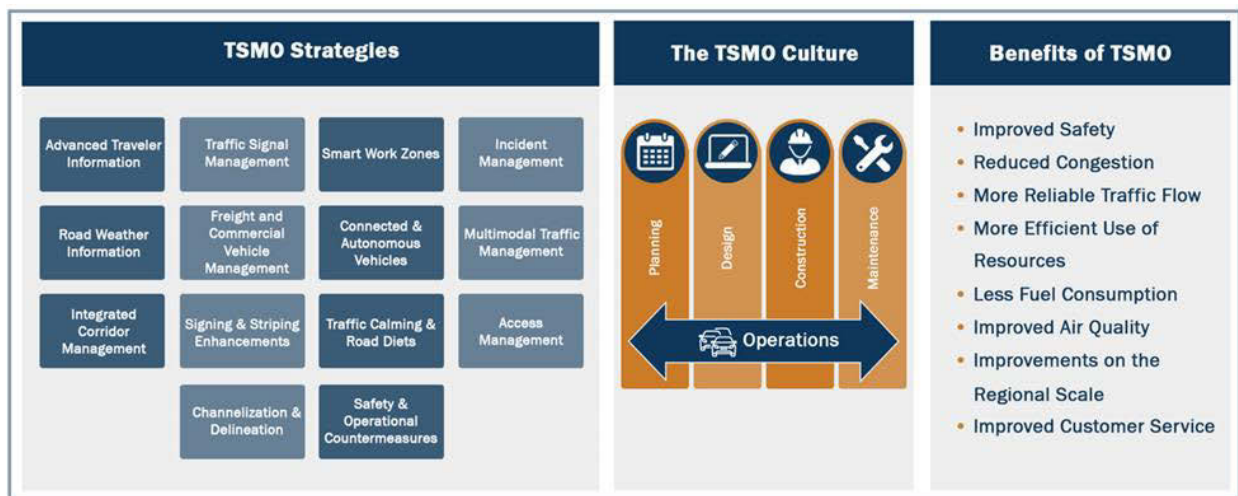 TSMO Strategies
Advanced Traveler
Information
Traffic Signal
Management
Smart Work Zones
Incident
Management
Road Weather
Information
Freight and
Commercial
Vehicle
Management
Connected &
Autonomous
Vehicles
Multimodal Traffic
Management
Integrated
Corridor
Management
Signing & Striping
Enhancements
Traffic Calming &
Road Diets
Access
Management
Channelization &
Delineation
Safety &
Operational
Countermeasures
The TSMO Culture
Planning
Design
Construction
Maintenance
Operations
Benefits of TSMO
• Improved Safety
• Reduced Congestion
• More Reliable Traffic Flow
• More Efficient Use of
Resources
• Less Fuel Consumption
• Improved Air Quality
• Improvements on the
Regional Scale
• Improved Customer Service